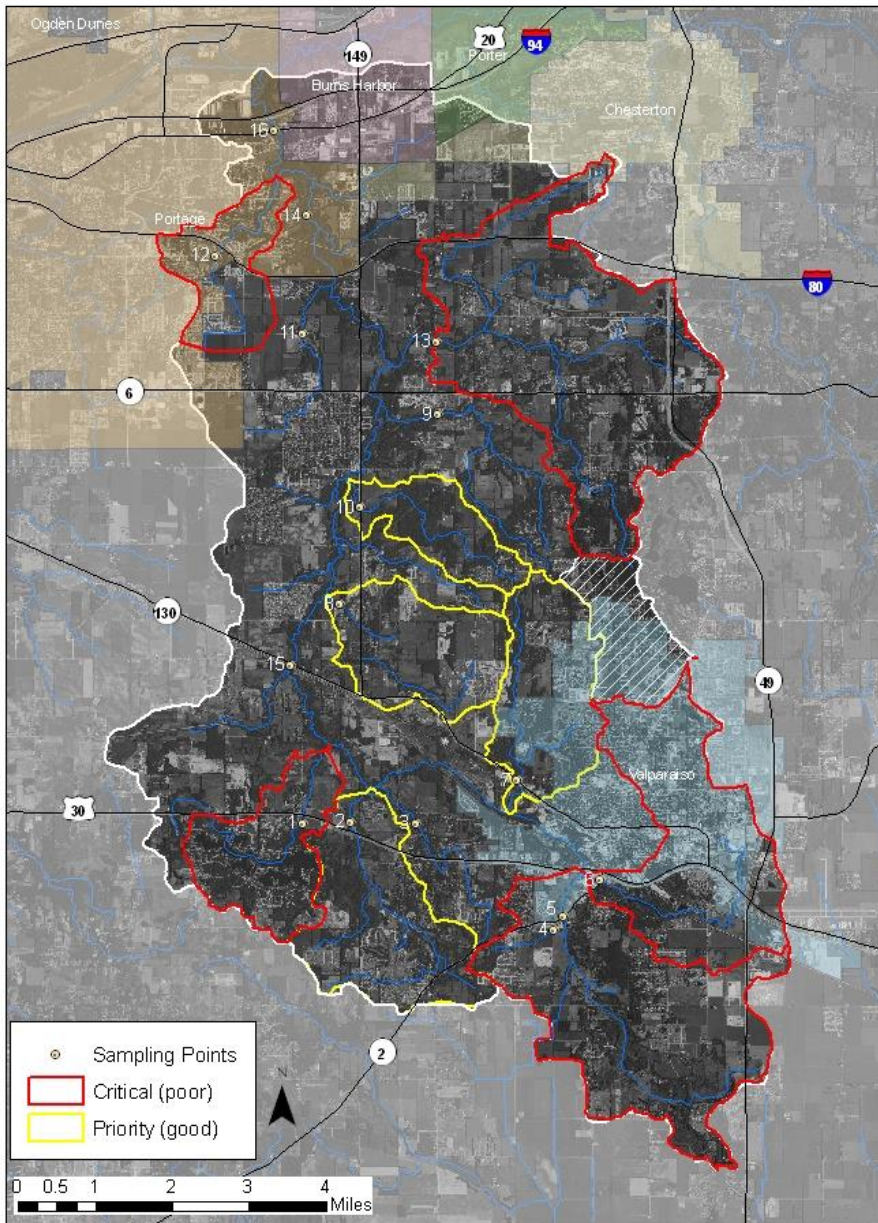 Ogden Dunes
20
94
149
Porter
Burns Harbor
Chesterton
16
Portage
14
12
80
11
13
6
9
10
130
8
15
49
7
Valparaiso
30
1
2
3
6
5
4
2
Sampling Points
Critical (poor)
Priority (good)
N
0 0.5 1 2 3 4
Miles